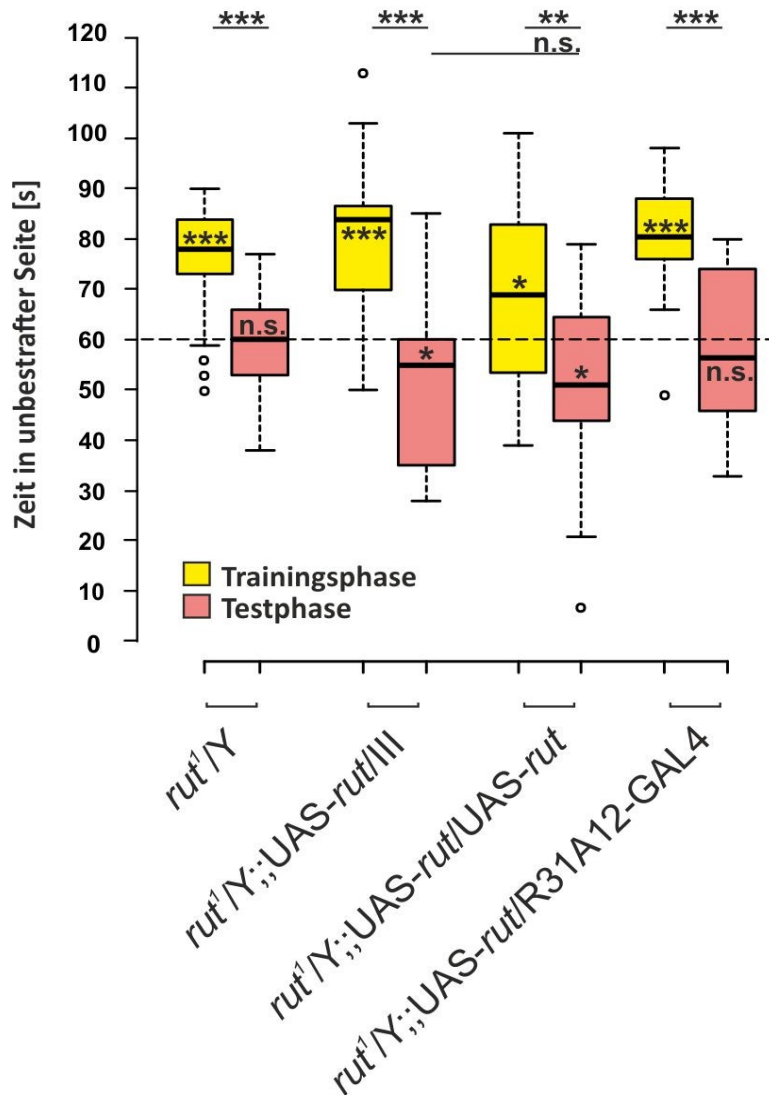 *** *** ** ***
n.s.
120
110
100
90
80
70
60
50
40
30
20
10
0
Zeit in unbestrafter Seite [s]
*** n.s. *** * * * *** n.s.
Trainingsphase
Testphase
rut¹/Y
rut¹/Y;;UAS-rut/III
rut¹/Y;;UAS-rut/UAS-rut
rut¹/Y;;UAS-rut/R31A12-GAL4